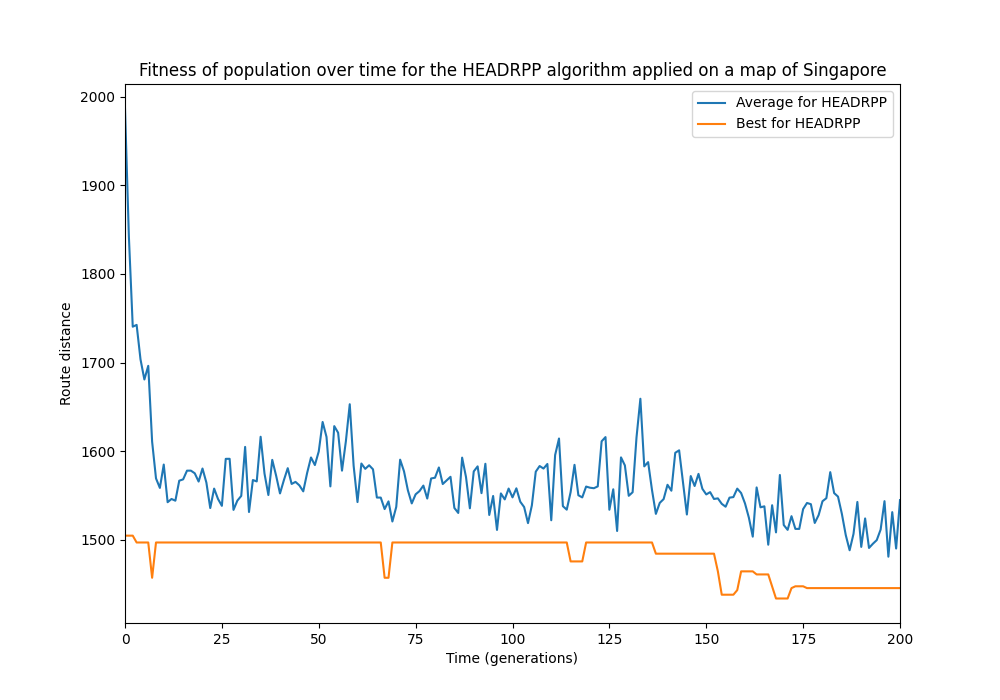 Fitness of population over time for the HEADRPP algorithm applied on a map of Singapore
Average for HEADRPP
Best for HEADRPP
2000
1900
1800
1700
1600
1500
Route distance
0 25 50 75 100 125 150 175 200
Time (generations)